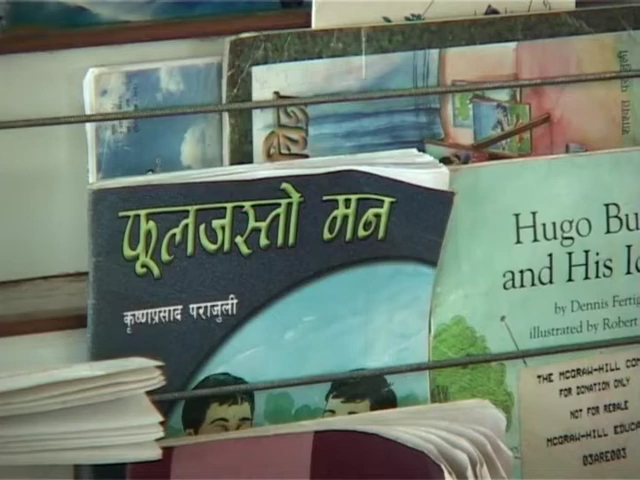 फूलजस्तो मन
कृष्णप्रसाद पराजुली
Hugo Bu
and His I
by Dennis Fertig
illustrated by Robert
THE MCGRAW-HILL CO
FOR DONATION ONLY
NOT FOR RESALE
MCGRAW-HILL EDUCA
03ARE003